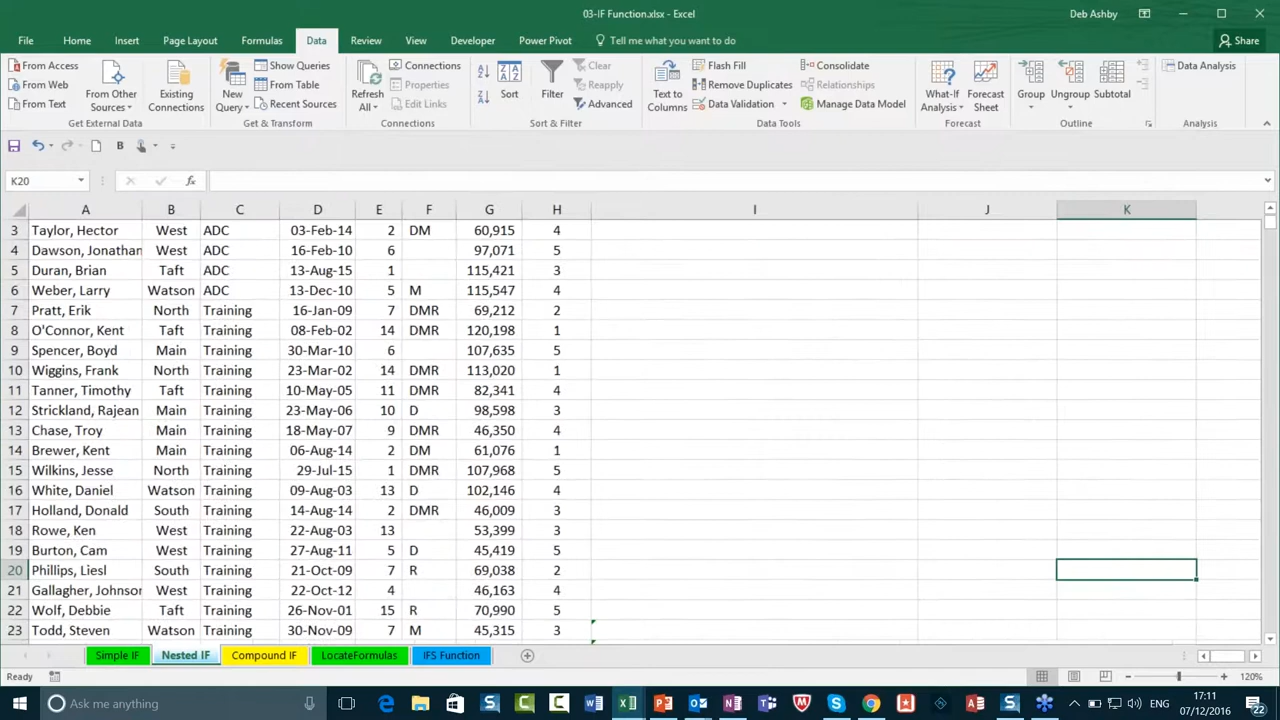 03-IF Function.xlsx - Excel
Deb Ashby
File Home Insert Page Layout Formulas Data Review View Developer Power Pivot Tell me what you want to do Share
From Access
From Web
From Text
From Other Sources
Existing Connections
Get External Data
New Query
Show Queries
From Table
Recent Sources
Get & Transform
Refresh All
Connections
Properties
Edit Links
Connections
Sort
Filter
Clear
Reapply
Advanced
Sort & Filter
Text to Columns
Flash Fill
Remove Duplicates
Data Validation
Consolidate
Relationships
Manage Data Model
Data Tools
What-If Analysis
Forecast Sheet
Forecast
Group
Ungroup
Subtotal
Outline
Data Analysis
Analysis
K20
A B C D E F G H I J K
3 Taylor, Hector West ADC 03-Feb-14 2 DM 60,915 4
4 Dawson, Jonathan West ADC 16-Feb-10 6 97,071 5
5 Duran, Brian Taft ADC 13-Aug-15 1 115,421 3
6 Weber, Larry Watson ADC 13-Dec-10 5 M 115,547 4
7 Pratt, Erik North Training 16-Jan-09 7 DMR 69,212 2
8 O'Connor, Kent Taft Training 08-Feb-02 14 DMR 120,198 1
9 Spencer, Boyd Main Training 30-Mar-10 6 107,635 5
10 Wiggins, Frank North Training 23-Mar-02 14 DMR 113,020 1
11 Tanner, Timothy Taft Training 10-May-05 11 DMR 82,341 4
12 Strickland, Rajean Main Training 23-May-06 10 D 98,598 3
13 Chase, Troy Main Training 18-May-07 9 DMR 46,350 4
14 Brewer, Kent Main Training 06-Aug-14 2 DM 61,076 1
15 Wilkins, Jesse North Training 29-Jul-15 1 DMR 107,968 5
16 White, Daniel Watson Training 09-Aug-03 13 D 102,146 4
17 Holland, Donald South Training 14-Aug-14 2 DMR 46,009 3
18 Rowe, Ken West Training 22-Aug-03 13 53,399 3
19 Burton, Cam West Training 27-Aug-11 5 D 45,419 5
20 Phillips, Liesl South Training 21-Oct-09 7 R 69,038 2
21 Gallagher, Johnson West Training 22-Oct-12 4 46,163 4
22 Wolf, Debbie Taft Training 26-Nov-01 15 R 70,990 5
23 Todd, Steven Watson Training 30-Nov-09 7 M 45,315 3
Simple IF Nested IF Compound IF LocateFormulas IFS Function
Ready
120%
Ask me anything
ENG
17:11
07/12/2016
22